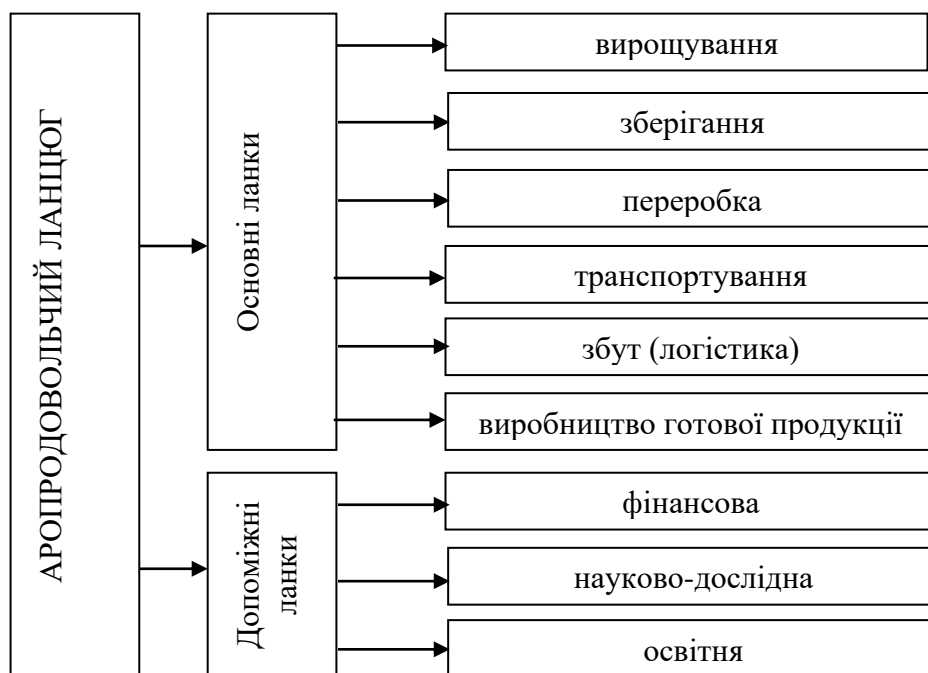 АРОПРОДОВОЛЬЧИЙ ЛАНЦЮГ
Основні ланки
вирощування
зберігання
переробка
транспортування
збут (логістика)
виробництво готової продукції
Допоміжні
ланки
фінансова
науково-дослідна
освітня